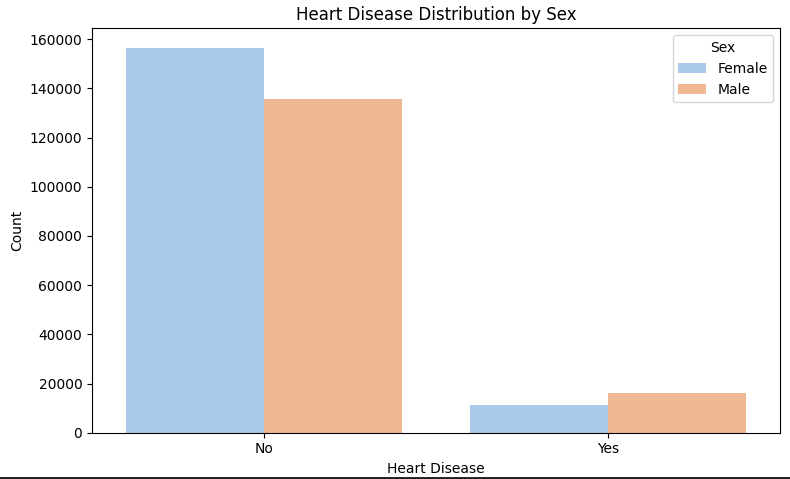 Heart Disease Distribution by Sex
160000
140000
120000
100000
80000
60000
40000
20000
0
Count
Sex
Female
Male
No
Yes
Heart Disease